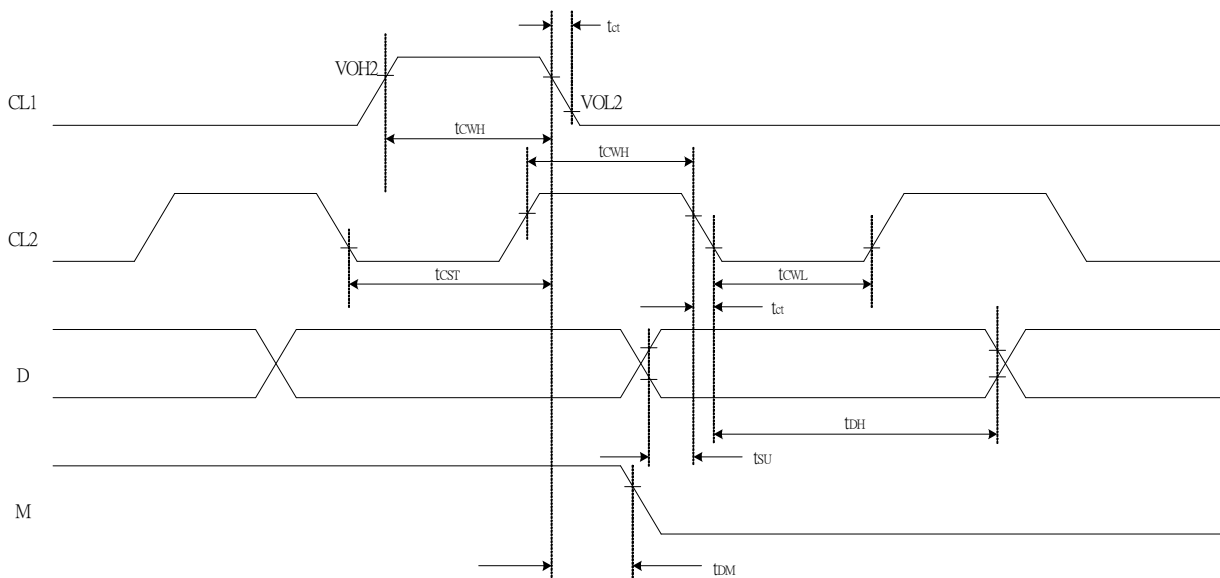 tct
VOH2
CL1
VOL2
tCWH
tCWH
CL2
tCST
tCWL
tct
D
tDH
tSU
M
tDM